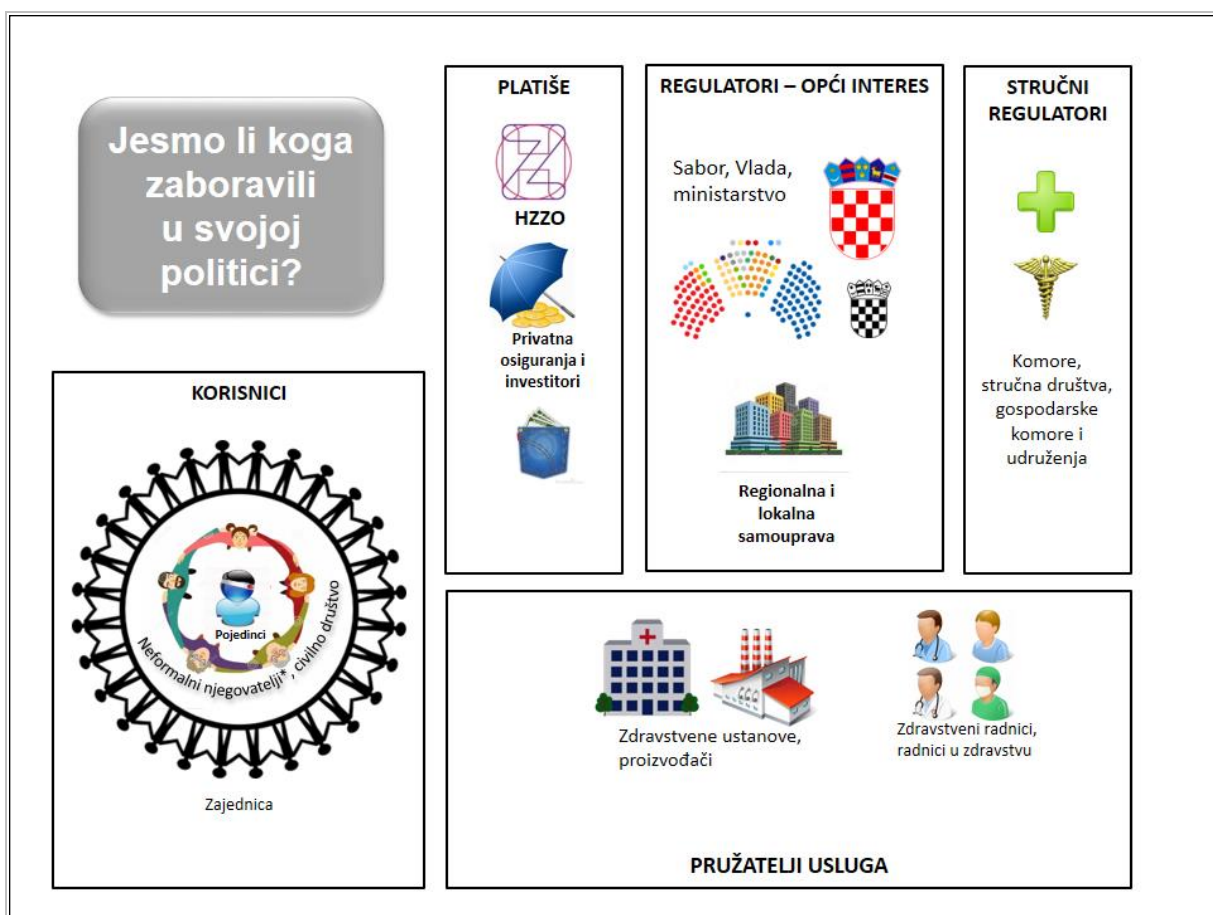 Jesmo li koga
zaboravili
u svojoj
politici?
PLATIŠE
HZZO
Privatna
osiguranja i
investitori
REGULATORI – OPĆI INTERES
Sabor, Vlada,
ministarstvo
Regionalna i
lokalna
samouprava
STRUČNI
REGULATORI
Komore,
stručna društva,
gospodarske
komore i
udruženja
KORISNICI
Pojedinci
Neformalni njegovatelji* , civilno društvo
Zajednica
Zdravstvene ustanove,
proizvođači
Zdravstveni radnici,
radnici u zdravstvu
PRUŽATELJI USLUGA